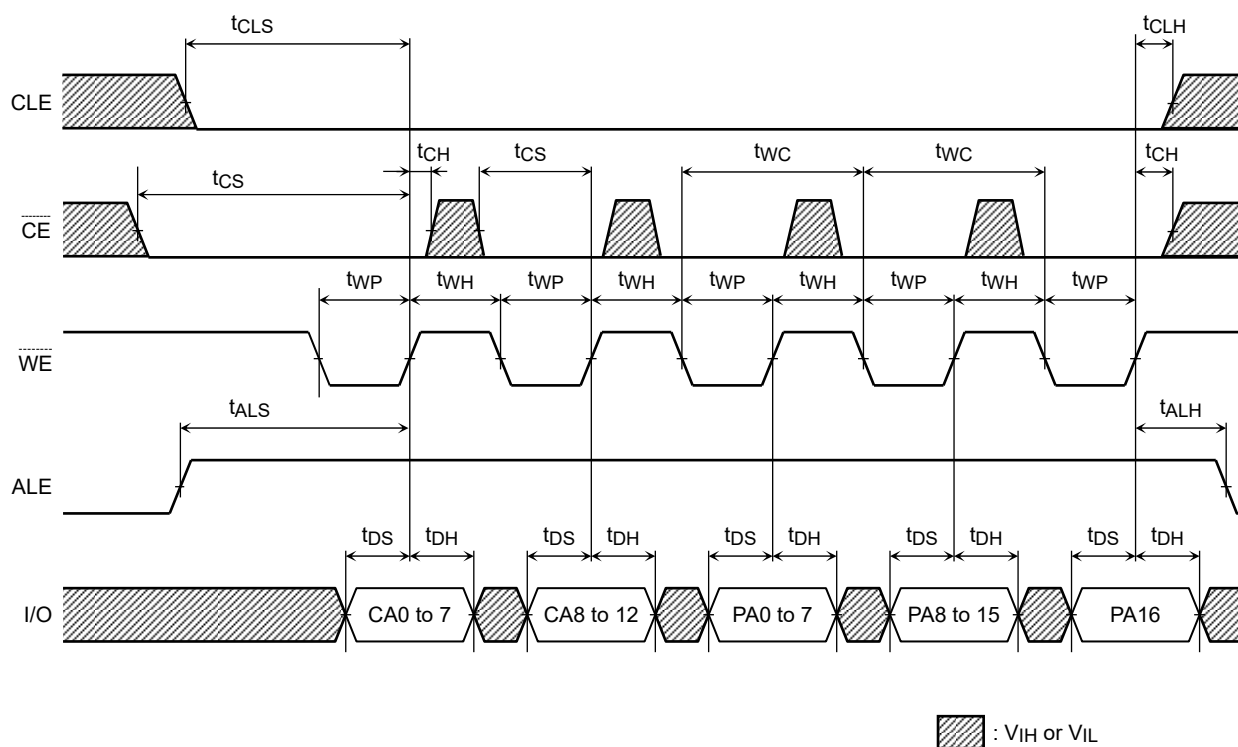 tCLS tCLH
CLE
tCH tCS tWC tWC tCH
tCS
CE
tWP tWH tWP tWH tWP tWH tWP tWH tWP
WE
tALS tALH
ALE
tDS tDH tDS tDH tDS tDH tDS tDH tDS tDH
I/O CA0 to 7 CA8 to 12 PA0 to 7 PA8 to 15 PA16
: VIH or VIL